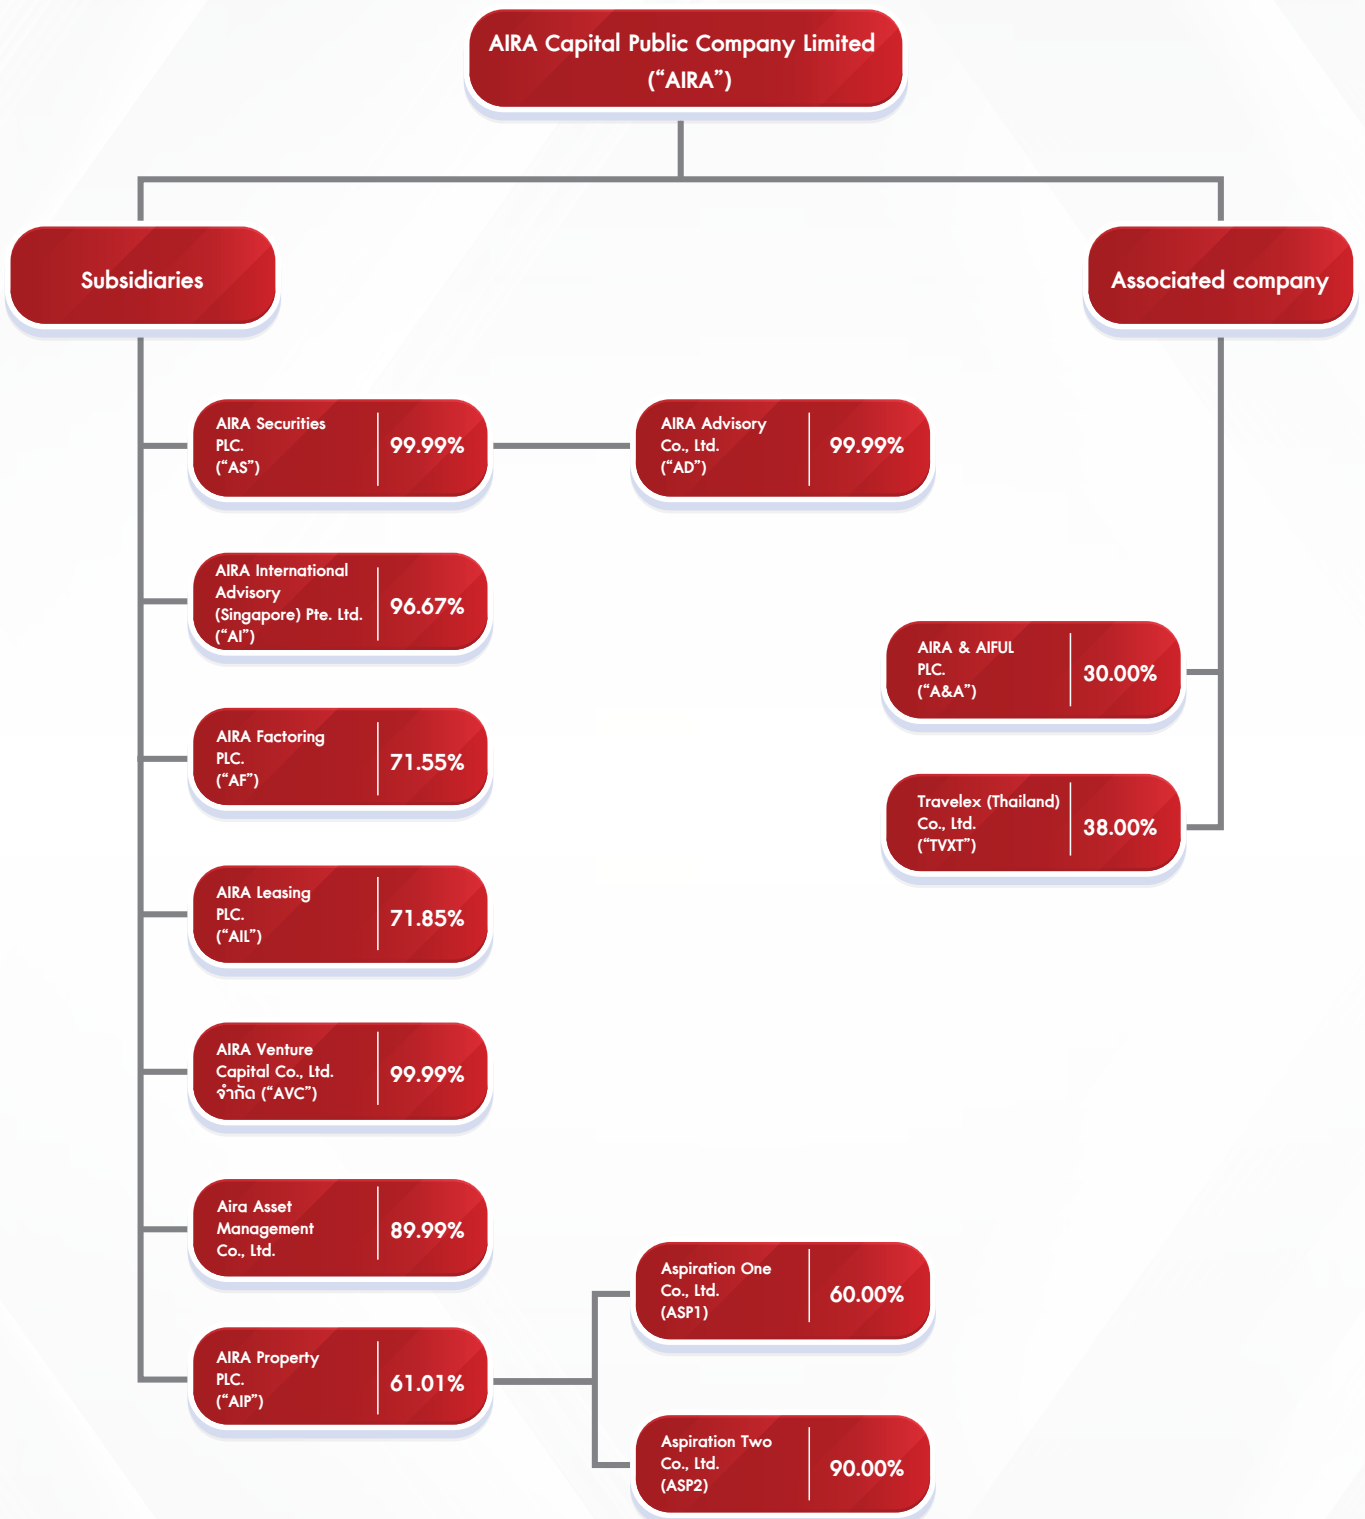 AIRA Capital Public Company Limited
(“AIRA”)
Subsidiaries
Associated company
AIRA Securities
PLC.
(“AS”)
99.99%
AIRA Advisory
Co., Ltd.
(“AD”)
99.99%
AIRA International
Advisory
(Singapore) Pte. Ltd.
(“AI”)
96.67%
AIRA & AIFUL
PLC.
(“A&A”)
30.00%
AIRA Factoring
PLC.
(“AF”)
71.55%
Travelex (Thailand)
Co., Ltd.
(“TVXT”)
38.00%
AIRA Leasing
PLC.
(“AIL”)
71.85%
AIRA Venture
Capital Co., Ltd.
จำกัด (“AVC”)
99.99%
Aira Asset
Management
Co., Ltd.
89.99%
Aspiration One
Co., Ltd.
(ASP1)
60.00%
AIRA Property
PLC.
(“AIP”)
61.01%
Aspiration Two
Co., Ltd.
(ASP2)
90.00%